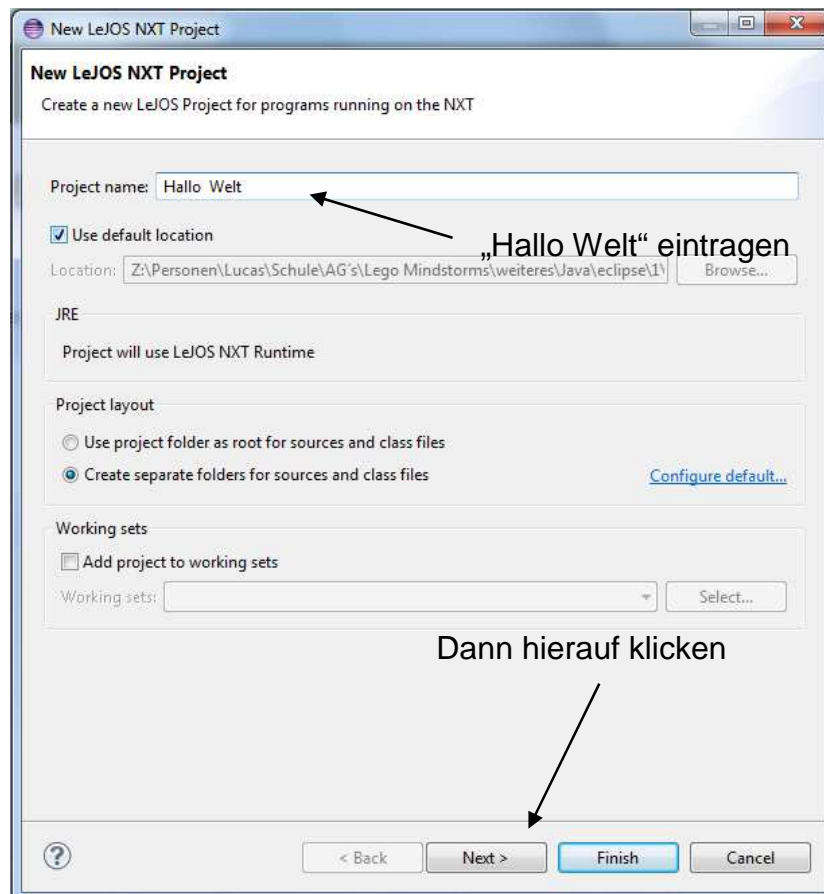 New LeJOS NXT Project
New LeJOS NXT Project
Create a new LeJOS Project for programs running on the NXT
Project name: Hallo Welt
Use default location
„Hallo Welt“ eintragen
Location: Z:\Personen\Lucas\Schule\AG´s\Lego Mindstorms\weiteres\Java\eclipse\1\ Browse...
JRE
Project will use LeJOS NXT Runtime
Project layout
Use project folder as root for sources and class files
Create separate folders for sources and class files Configure default...
Working sets
Add project to working sets
Working sets: Select...
Dann hierauf klicken
? < Back Next > Finish Cancel